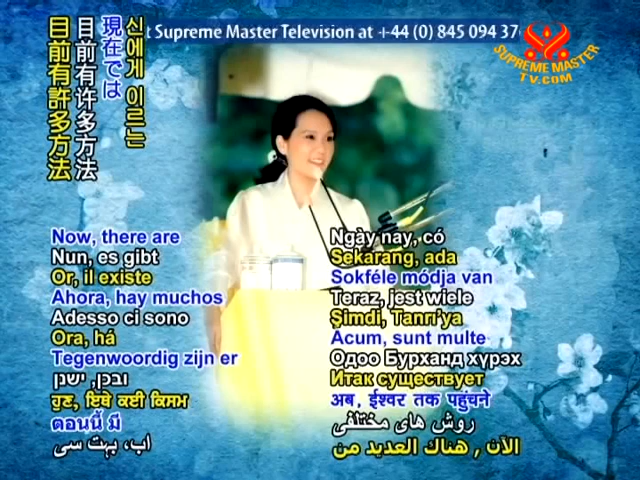 t Supreme Master Television at +44 (0) 845 094 37
SUPREME MASTER
TV.COM
신에게 이르는
現在では
目前有许多方法
目前有許多方法
Now, there are
Nun, es gibt
Or, il existe
Ahora, hay muchos
Adesso ci sono
Ora, há
Tegenwoordig zijn er
ובכן, ישנן
ਹੁਣ, ਇਥੇ ਕਈ ਕਿਸਮ
ตอนนี้ มี
اب، بہت سی
Ngày nay, có
Sekarang, ada
Sokféle módja van
Teraz, jest wiele
Şimdi, Tanrı'ya
Acum, sunt multe
Одоо Бурханд хүрэх
Итак существует
अब, ईश्वर तक पहुंचने
روش های مختلفی
الآن , هناك العديد من